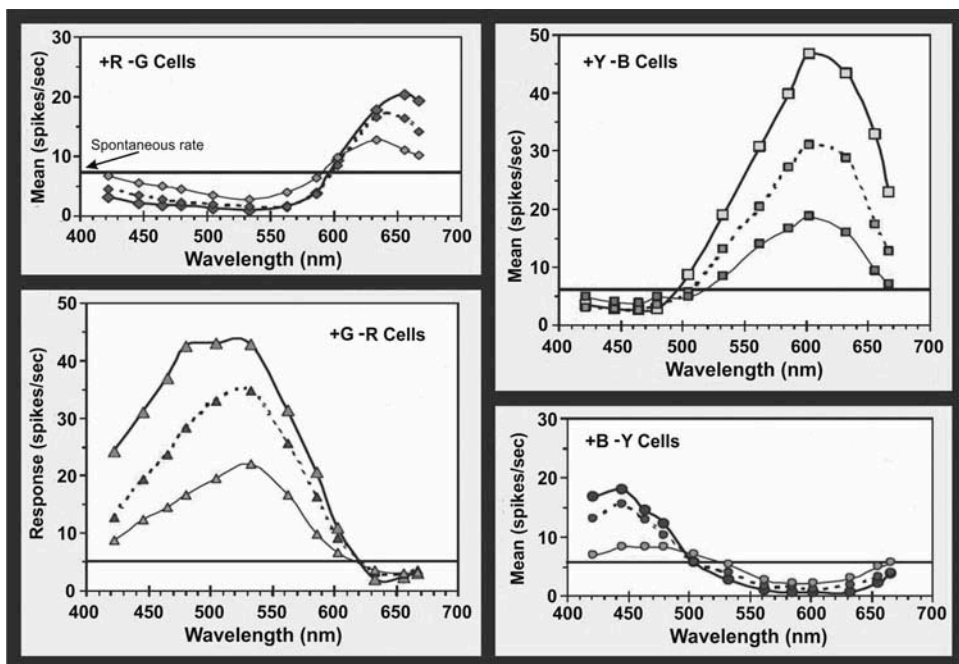 +R -G Cells
Spontaneous rate
Mean (spikes/sec)
30
20
10
0
400 450 500 550 600 650 700
Wavelength (nm)
+G -R Cells
Response (spikes/sec)
50
40
30
20
10
0
400 450 500 550 600 650 700
Wavelength (nm)
+Y -B Cells
Mean (spikes/sec)
50
40
30
20
10
0
400 450 500 550 600 650 700
Wavelength (nm)
+B -Y Cells
Mean (spikes/sec)
30
20
10
0
400 450 500 550 600 650 700
Wavelength (nm)